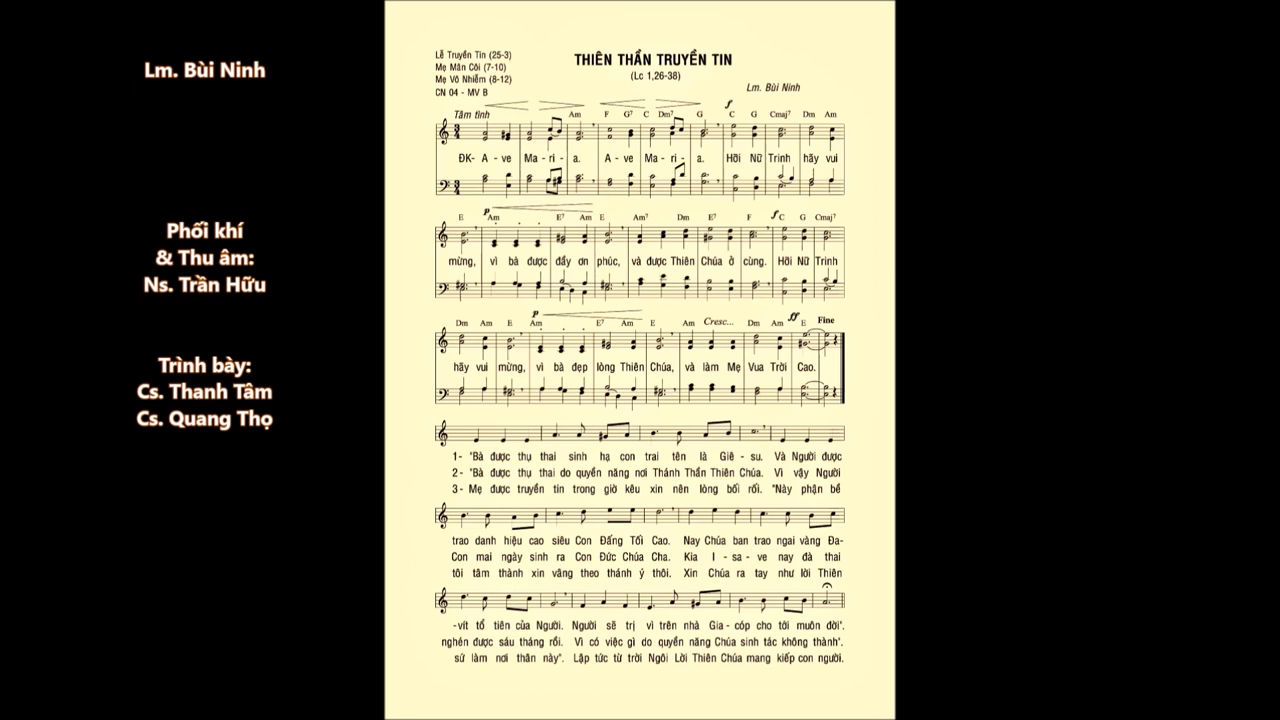 Lm. Bùi Ninh
Phối khí
& Thu âm:
Ns. Trần Hữu
Trình bày:
Cs. Thanh Tâm
Cs. Quang Thọ
Lễ Truyền Tin (25-3)
Mẹ Mân Côi (7-10)
Mẹ Vô Nhiễm (8-12)
CN 04 - MV B
THIÊN THẦN TRUYỀN TIN
(Lc 1,26-38)
Lm. Bùi Ninh
Tâm tình
f
Am F G7 C Dm7 G C G Cmaj7 Dm Am
ĐK- A - ve Ma - ri - a. A - ve Ma - ri - a. Hỡi Nữ Trinh hãy vui
p f
E Am E7 Am E Am7 Dm E7 F C G Cmaj7
mừng, vì bà được đầy ơn phúc, và được Thiên Chúa ở cùng. Hỡi Nữ Trinh
p Cresc... ff Fine
Dm Am E Am E7 Am E Am Dm Am E
hãy vui mừng, vì bà đẹp lòng Thiên Chúa, và làm Mẹ Vua Trời Cao.
1- "Bà được thụ thai sinh hạ con trai tên là Giê - su. Và Người được
2- "Bà được thụ thai do quyền năng nơi Thánh Thần Thiên Chúa. Vì vậy Người
3- Mẹ được truyền tin trong giờ kêu xin nên lòng bối rối. "Này phận bề
trao danh hiệu cao siêu Con Đấng Tối Cao. Nay Chúa ban trao ngai vàng Đa-
Con mai ngày sinh ra Con Đức Chúa Cha. Kia I - sa - ve nay đã thai
tôi tâm thành xin vâng theo thánh ý thôi. Xin Chúa ra tay như lời Thiên
-vít tổ tiên của Người. Người sẽ trị vì trên nhà Gia - cóp cho tới muôn đời".
nghén được sáu tháng rồi. Vì có việc gì do quyền năng Chúa sinh tác không thành".
sứ làm nơi thân này". Lập tức từ trời Ngôi Lời Thiên Chúa mang kiếp con người.